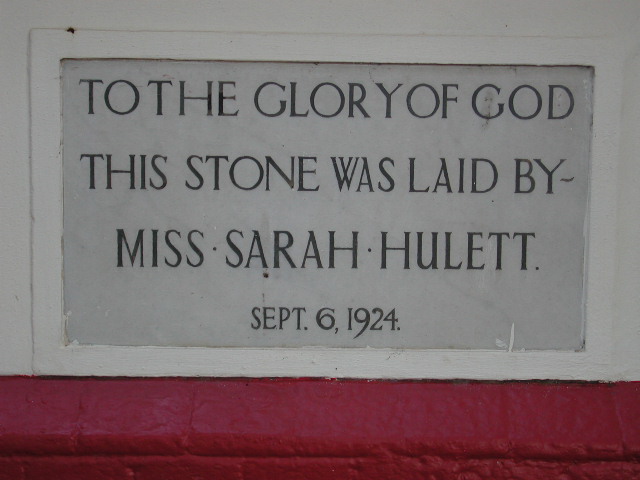 TO THE GLORY OF GOD
THIS STONE WAS LAID BY-
MISS · SARAH · HULETT.
SEPT. 6, 1924.